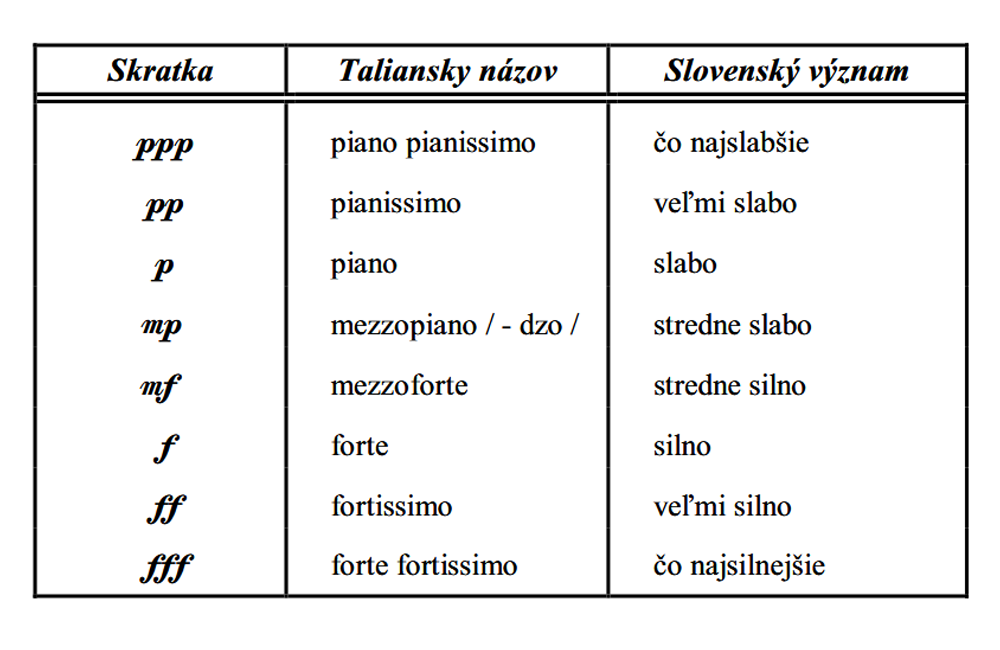 Skratka Taliansky názov Slovenský význam
ppp piano pianissimo čo najslabšie
pp pianissimo veľmi slabo
p piano slabo
mp mezzopiano / - dzo / stredne slabo
mf mezzoforte stredne silno
f forte silno
ff fortissimo veľmi silno
fff forte fortissimo čo najsilnejšie